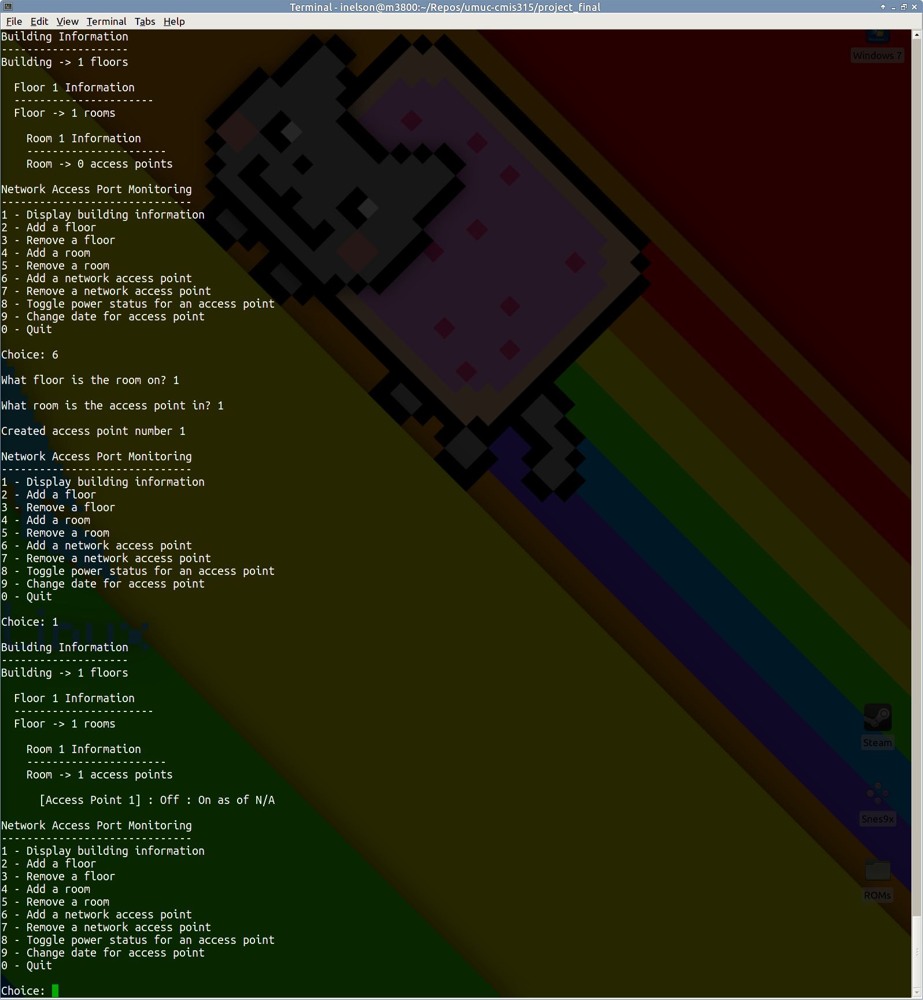 Terminal - inelson@m3800:~/Repos/umuc-cmis315/project_final
File Edit View Terminal Tabs Help
Building Information
--------------------
Building -> 1 floors
Floor 1 Information
----------------------
Floor -> 1 rooms
Room 1 Information
----------------------
Room -> 0 access points
Network Access Port Monitoring
------------------------------
1 - Display building information
2 - Add a floor
3 - Remove a floor
4 - Add a room
5 - Remove a room
6 - Add a network access point
7 - Remove a network access point
8 - Toggle power status for an access point
9 - Change date for access point
0 - Quit
Choice: 6
What floor is the room on? 1
What room is the access point in? 1
Created access point number 1
Network Access Port Monitoring
------------------------------
1 - Display building information
2 - Add a floor
3 - Remove a floor
4 - Add a room
5 - Remove a room
6 - Add a network access point
7 - Remove a network access point
8 - Toggle power status for an access point
9 - Change date for access point
0 - Quit
Choice: 1
Building Information
--------------------
Building -> 1 floors
Floor 1 Information
----------------------
Floor -> 1 rooms
Room 1 Information
----------------------
Room -> 1 access points
[Access Point 1] : Off : On as of N/A
Network Access Port Monitoring
------------------------------
1 - Display building information
2 - Add a floor
3 - Remove a floor
4 - Add a room
5 - Remove a room
6 - Add a network access point
7 - Remove a network access point
8 - Toggle power status for an access point
9 - Change date for access point
0 - Quit
Choice:
Windows 7
Linux
Steam
Snes9x
ROMs